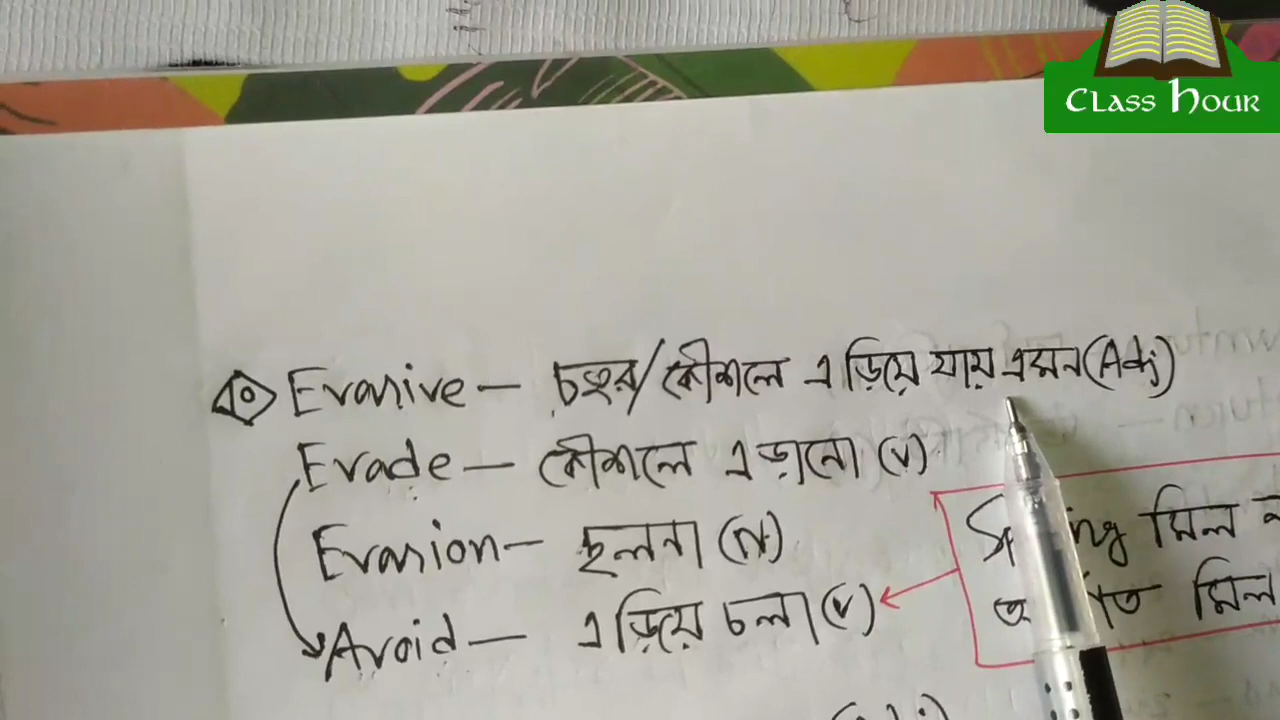 CLASS HOUR
Evasive – চতুর/কৌশলে এড়িয়ে যায় এমন (Adj)
Evade – কৌশলে এড়ানো (v)
Evasion – ছলনা (N)
Avoid – এড়িয়ে চলা (v)
মিল
মিল